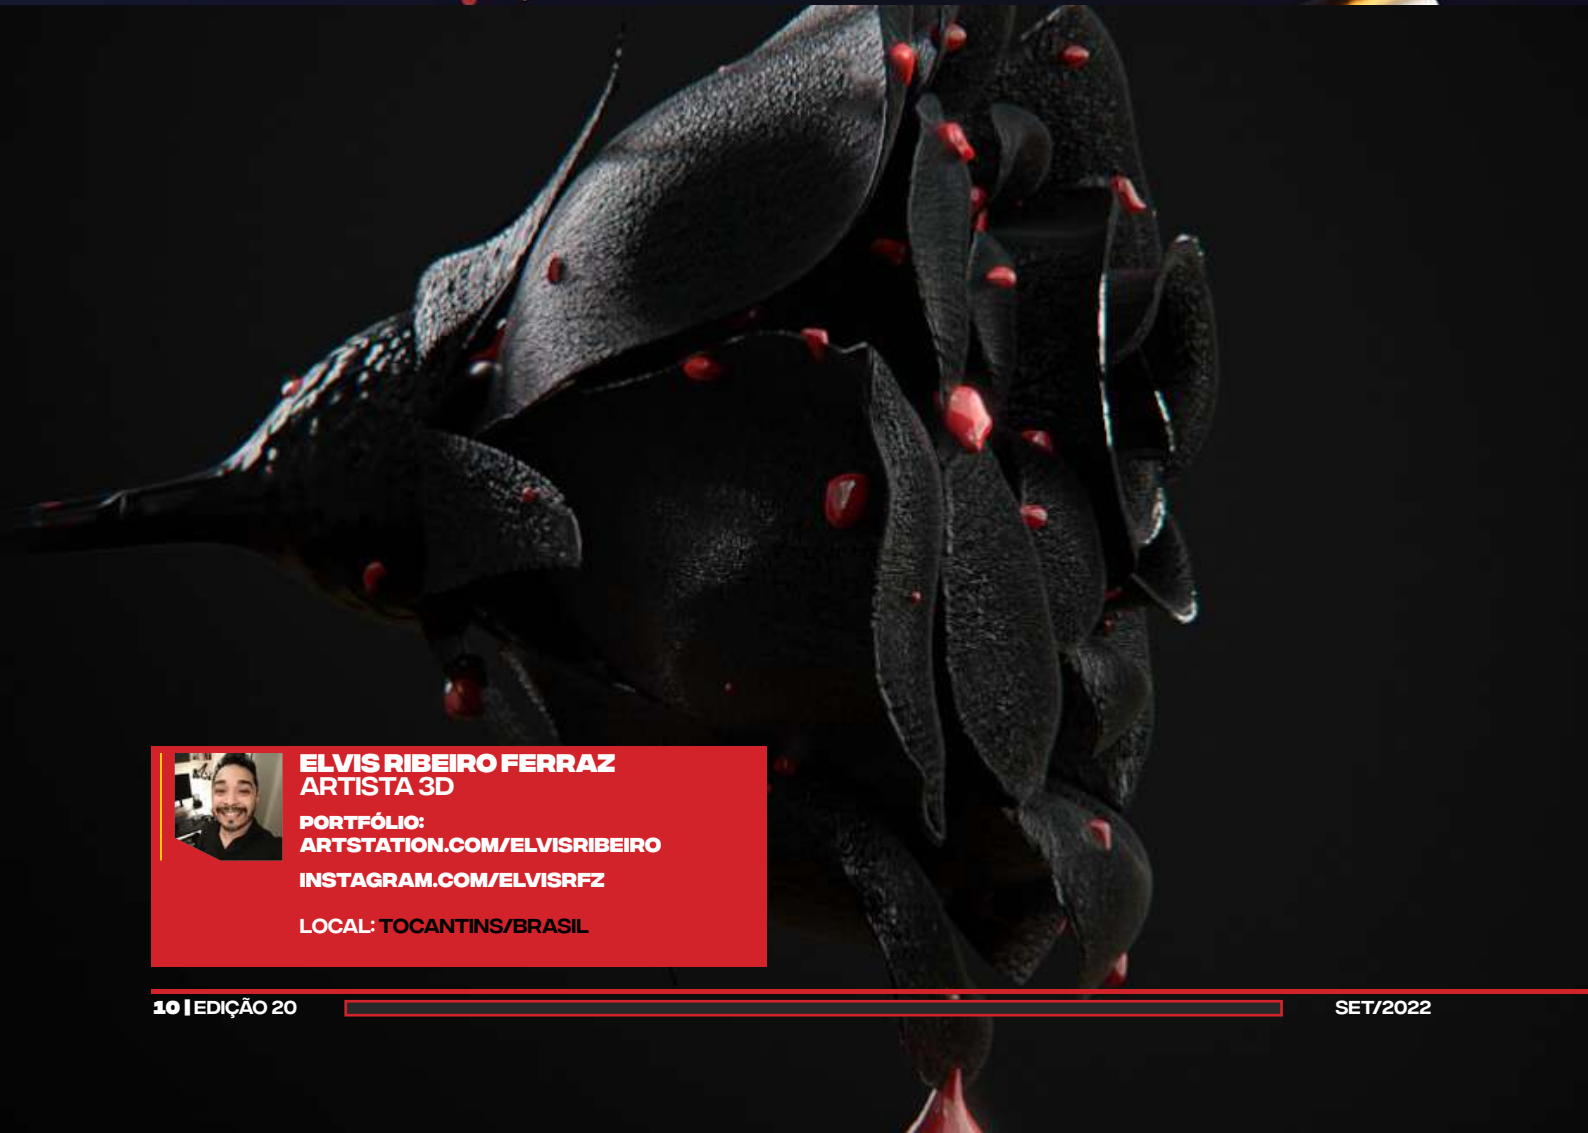 ELVIS RIBEIRO FERRAZ
ARTISTA 3D
PORTFÓLIO:
ARTSTATION.COM/ELVISRIBEIRO
INSTAGRAM.COM/ELVISRFZ
LOCAL: TOCANTINS/BRASIL
10 | EDIÇÃO 20
SET/2022